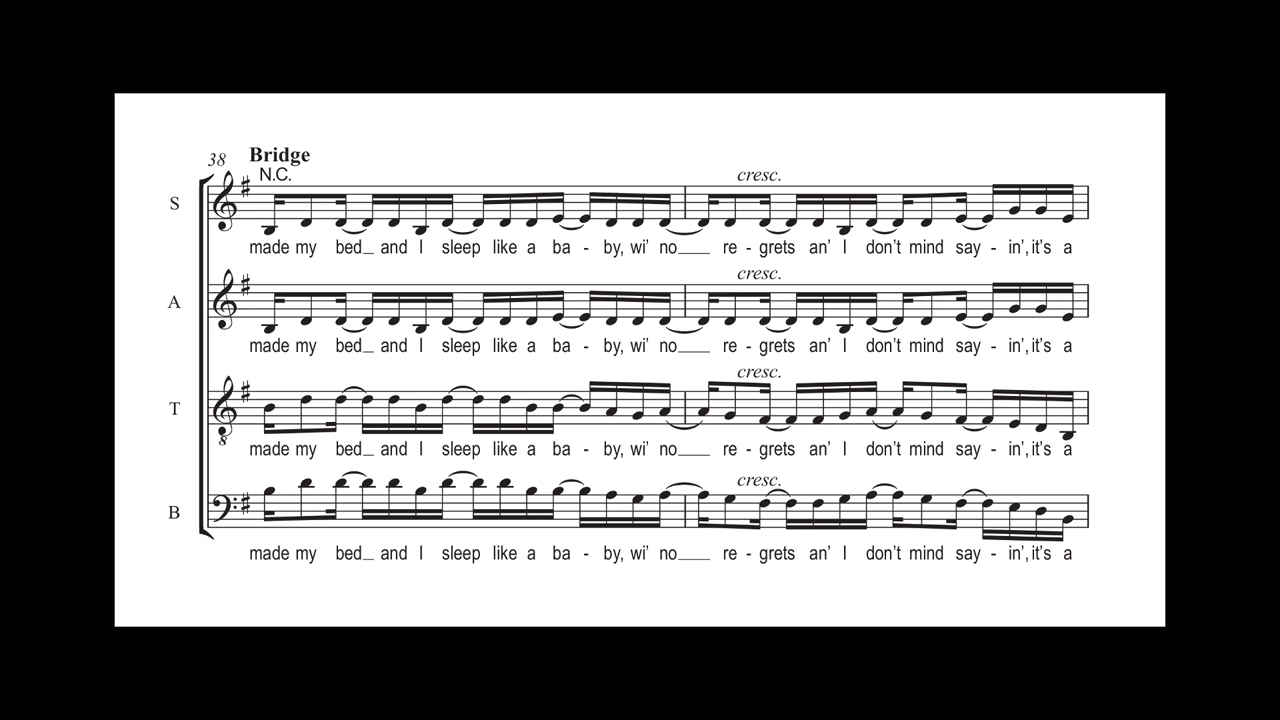 38 Bridge
N.C.
cresc.
S
made my bed_ and I sleep like a ba - by, wi' no___ re - grets an' I don't mind say - in', it's a
cresc.
A
made my bed_ and I sleep like a ba - by, wi' no___ re - grets an' I don't mind say - in', it's a
cresc.
T
8
made my bed_ and I sleep like a ba - by, wi' no___ re - grets an' I don't mind say - in', it's a
cresc.
B
made my bed_ and I sleep like a ba - by, wi' no___ re - grets an' I don't mind say - in', it's a